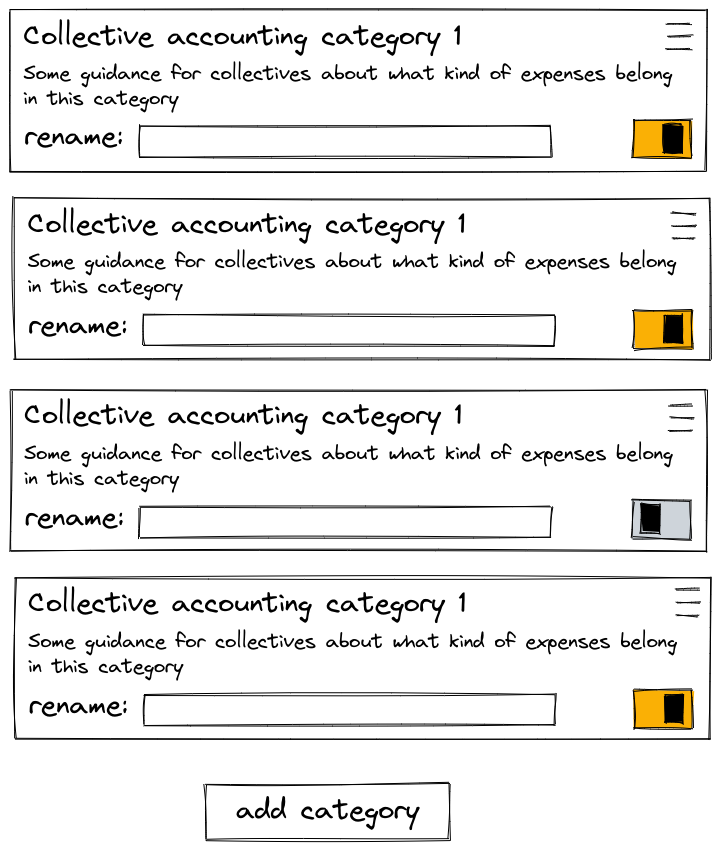 Collective accounting category 1
Some guidance for collectives about what kind of expenses belong
in this category
rename:
Collective accounting category 1
Some guidance for collectives about what kind of expenses belong
in this category
rename:
Collective accounting category 1
Some guidance for collectives about what kind of expenses belong
in this category
rename:
Collective accounting category 1
Some guidance for collectives about what kind of expenses belong
in this category
rename:
add category